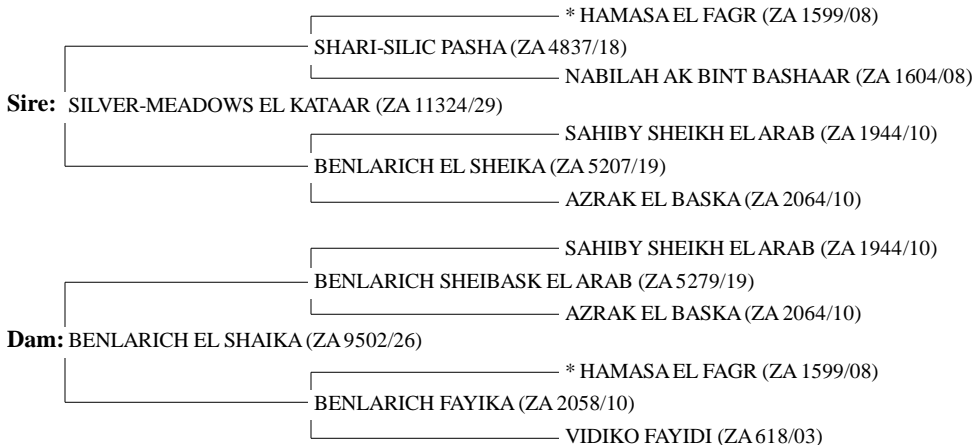 * HAMASA EL FAGR (ZA 1599/08)
SHARI-SILIC PASHA (ZA 4837/18)
NABILAH AK BINT BASHAAR (ZA 1604/08)
Sire: SILVER-MEADOWS EL KATAAR (ZA 11324/29)
SAHIBY SHEIKH EL ARAB (ZA 1944/10)
BENLARICH EL SHEIKA (ZA 5207/19)
AZRAK EL BASKA (ZA 2064/10)
SAHIBY SHEIKH EL ARAB (ZA 1944/10)
BENLARICH SHEIBASK EL ARAB (ZA 5279/19)
AZRAK EL BASKA (ZA 2064/10)
Dam: BENLARICH EL SHAIKA (ZA 9502/26)
* HAMASA EL FAGR (ZA 1599/08)
BENLARICH FAYIKA (ZA 2058/10)
VIDIKO FAYIDI (ZA 618/03)